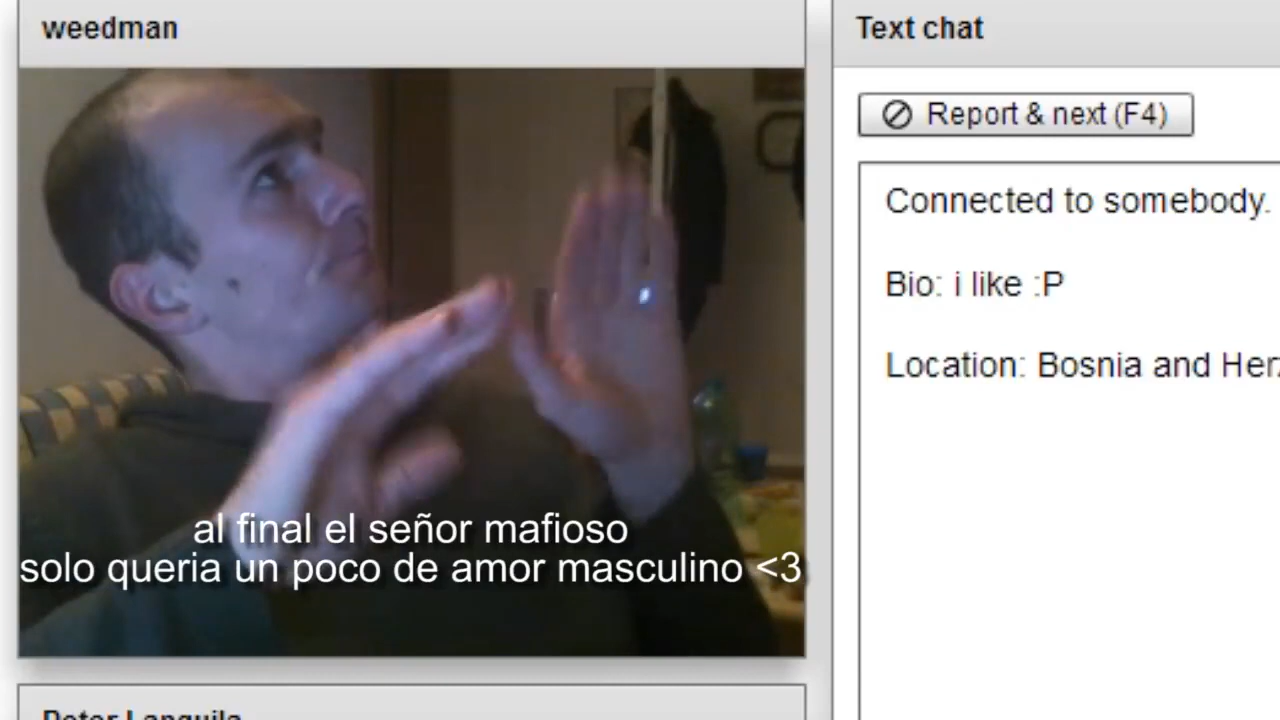 weedman
al final el señor mafioso
solo queria un poco de amor masculino <3
Text chat
Report & next (F4)
Connected to somebody.
Bio: i like :P
Location: Bosnia and